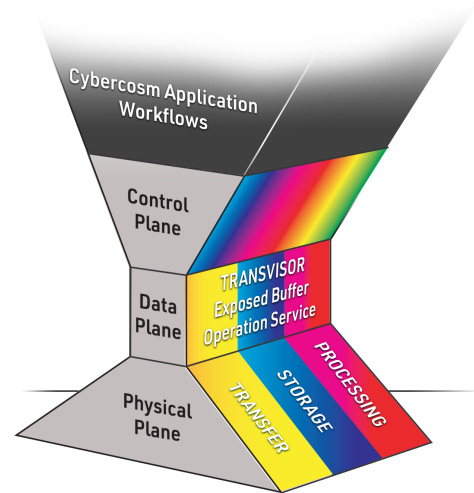 Cybercosm Application
Workflows
Control
Plane
TRANSVISOR
Exposed Buffer
Operation Service
Data
Plane
PROCESSING
STORAGE
TRANSFER
Physical
Plane